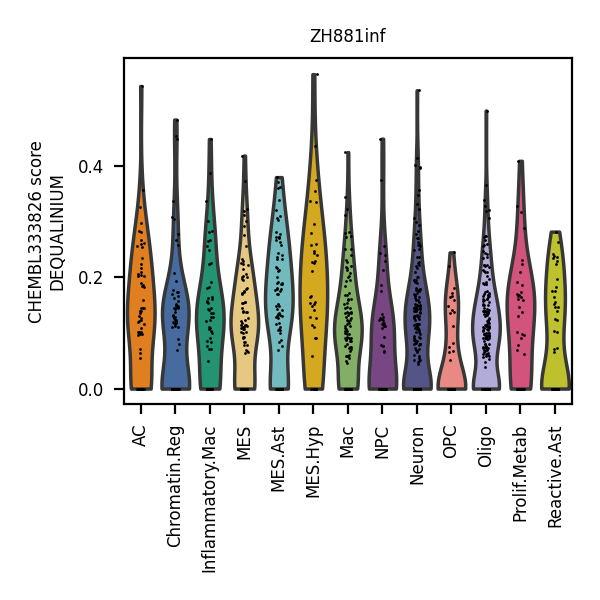 ZH881inf
CHEMBL333826 score
DEQUALINIUM
0.4
0.2
0.0
AC
Chromatin.Reg
Inflammatory.Mac
MES
MES.Ast
MES.Hyp
Mac
NPC
Neuron
OPC
Oligo
Prolif.Metab
Reactive.Ast